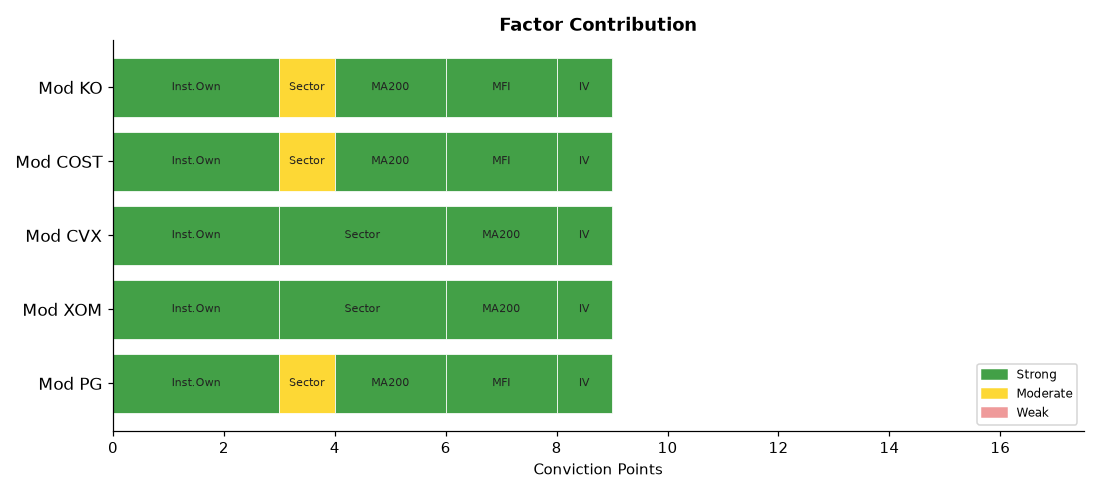 Factor Contribution
Mod KO Inst.Own Sector MA200 MFI IV
Mod COST Inst.Own Sector MA200 MFI IV
Mod CVX Inst.Own Sector MA200 IV
Mod XOM Inst.Own Sector MA200 IV
Mod PG Inst.Own Sector MA200 MFI IV
Strong
Moderate
Weak
0 2 4 6 8 10 12 14 16
Conviction Points